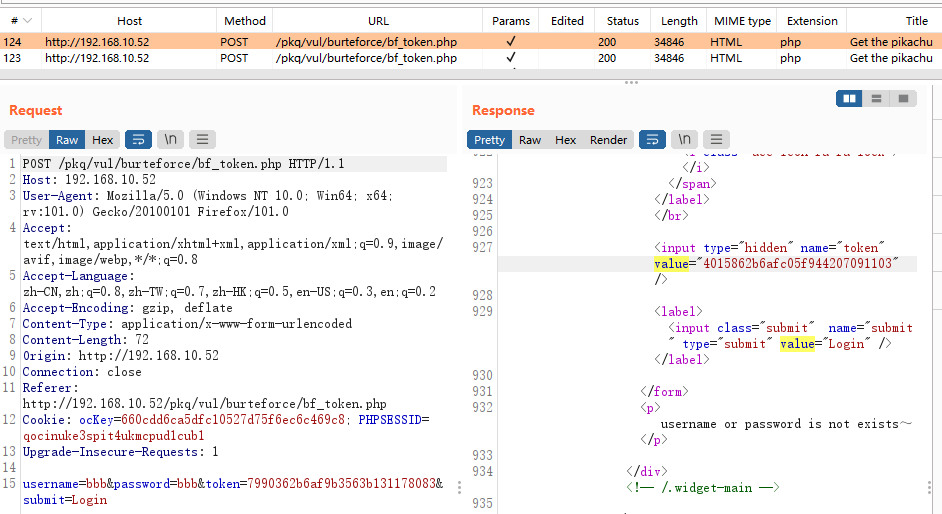 # Host Method URL Params Edited Status Length MIME type Extension Title
124 http://192.168.10.52 POST /pkq/vul/burteforce/bf_token.php ✓ 200 34846 HTML php Get the pikachu
123 http://192.168.10.52 POST /pkq/vul/burteforce/bf_token.php ✓ 200 34846 HTML php Get the pikachu
Request
Pretty Raw Hex \n
1 POST /pkq/vul/burteforce/bf_token.php HTTP/1.1
2 Host: 192.168.10.52
3 User-Agent: Mozilla/5.0 (Windows NT 10.0; Win64; x64;
rv:101.0) Gecko/20100101 Firefox/101.0
4 Accept:
text/html,application/xhtml+xml,application/xml;q=0.9,image/
avif,image/webp,*/*;q=0.8
5 Accept-Language:
zh-CN,zh;q=0.8,zh-TW;q=0.7,zh-HK;q=0.5,en-US;q=0.3,en;q=0.2
6 Accept-Encoding: gzip, deflate
7 Content-Type: application/x-www-form-urlencoded
8 Content-Length: 72
9 Origin: http://192.168.10.52
10 Connection: close
11 Referer:
http://192.168.10.52/pkq/vul/burteforce/bf_token.php
12 Cookie: ocKey=660cdd6ca5dfc10527d75f6ec6c469c8; PHPSESSID=
qocinuke3spit4ukmcpudlcubl
13 Upgrade-Insecure-Requests: 1
14
15 username=bbb&password=bbb&token=7990362b6af9b3563b131178083&
submit=Login
Response
Pretty Raw Hex Render \n
</i>
923 </span>
924 </label>
925 </br>
926
927 <input type="hidden" name="token"
value="4015862b6afc05f944207091103"
/>
928
929 <label>
<input class="submit" name="submit
" type="submit" value="Login" />
</label>
930
931 </form>
932 <p>
username or password is not exists～
</p>
933
934 </div>
<!-- /.widget-main -->
935